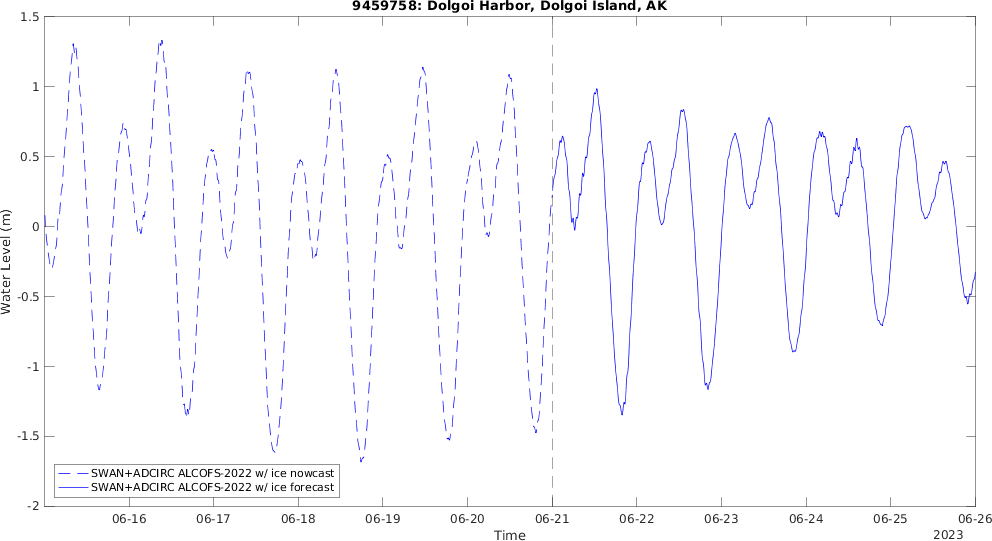 9459758: Dolgoi Harbor, Dolgoi Island, AK
1.5
1
0.5
0
-0.5
-1
-1.5
-2
Water Level (m)
SWAN+ADCIRC ALCOFS-2022 w/ ice nowcast
SWAN+ADCIRC ALCOFS-2022 w/ ice forecast
06-16 06-17 06-18 06-19 06-20 06-21 06-22 06-23 06-24 06-25 06-26
Time
2023